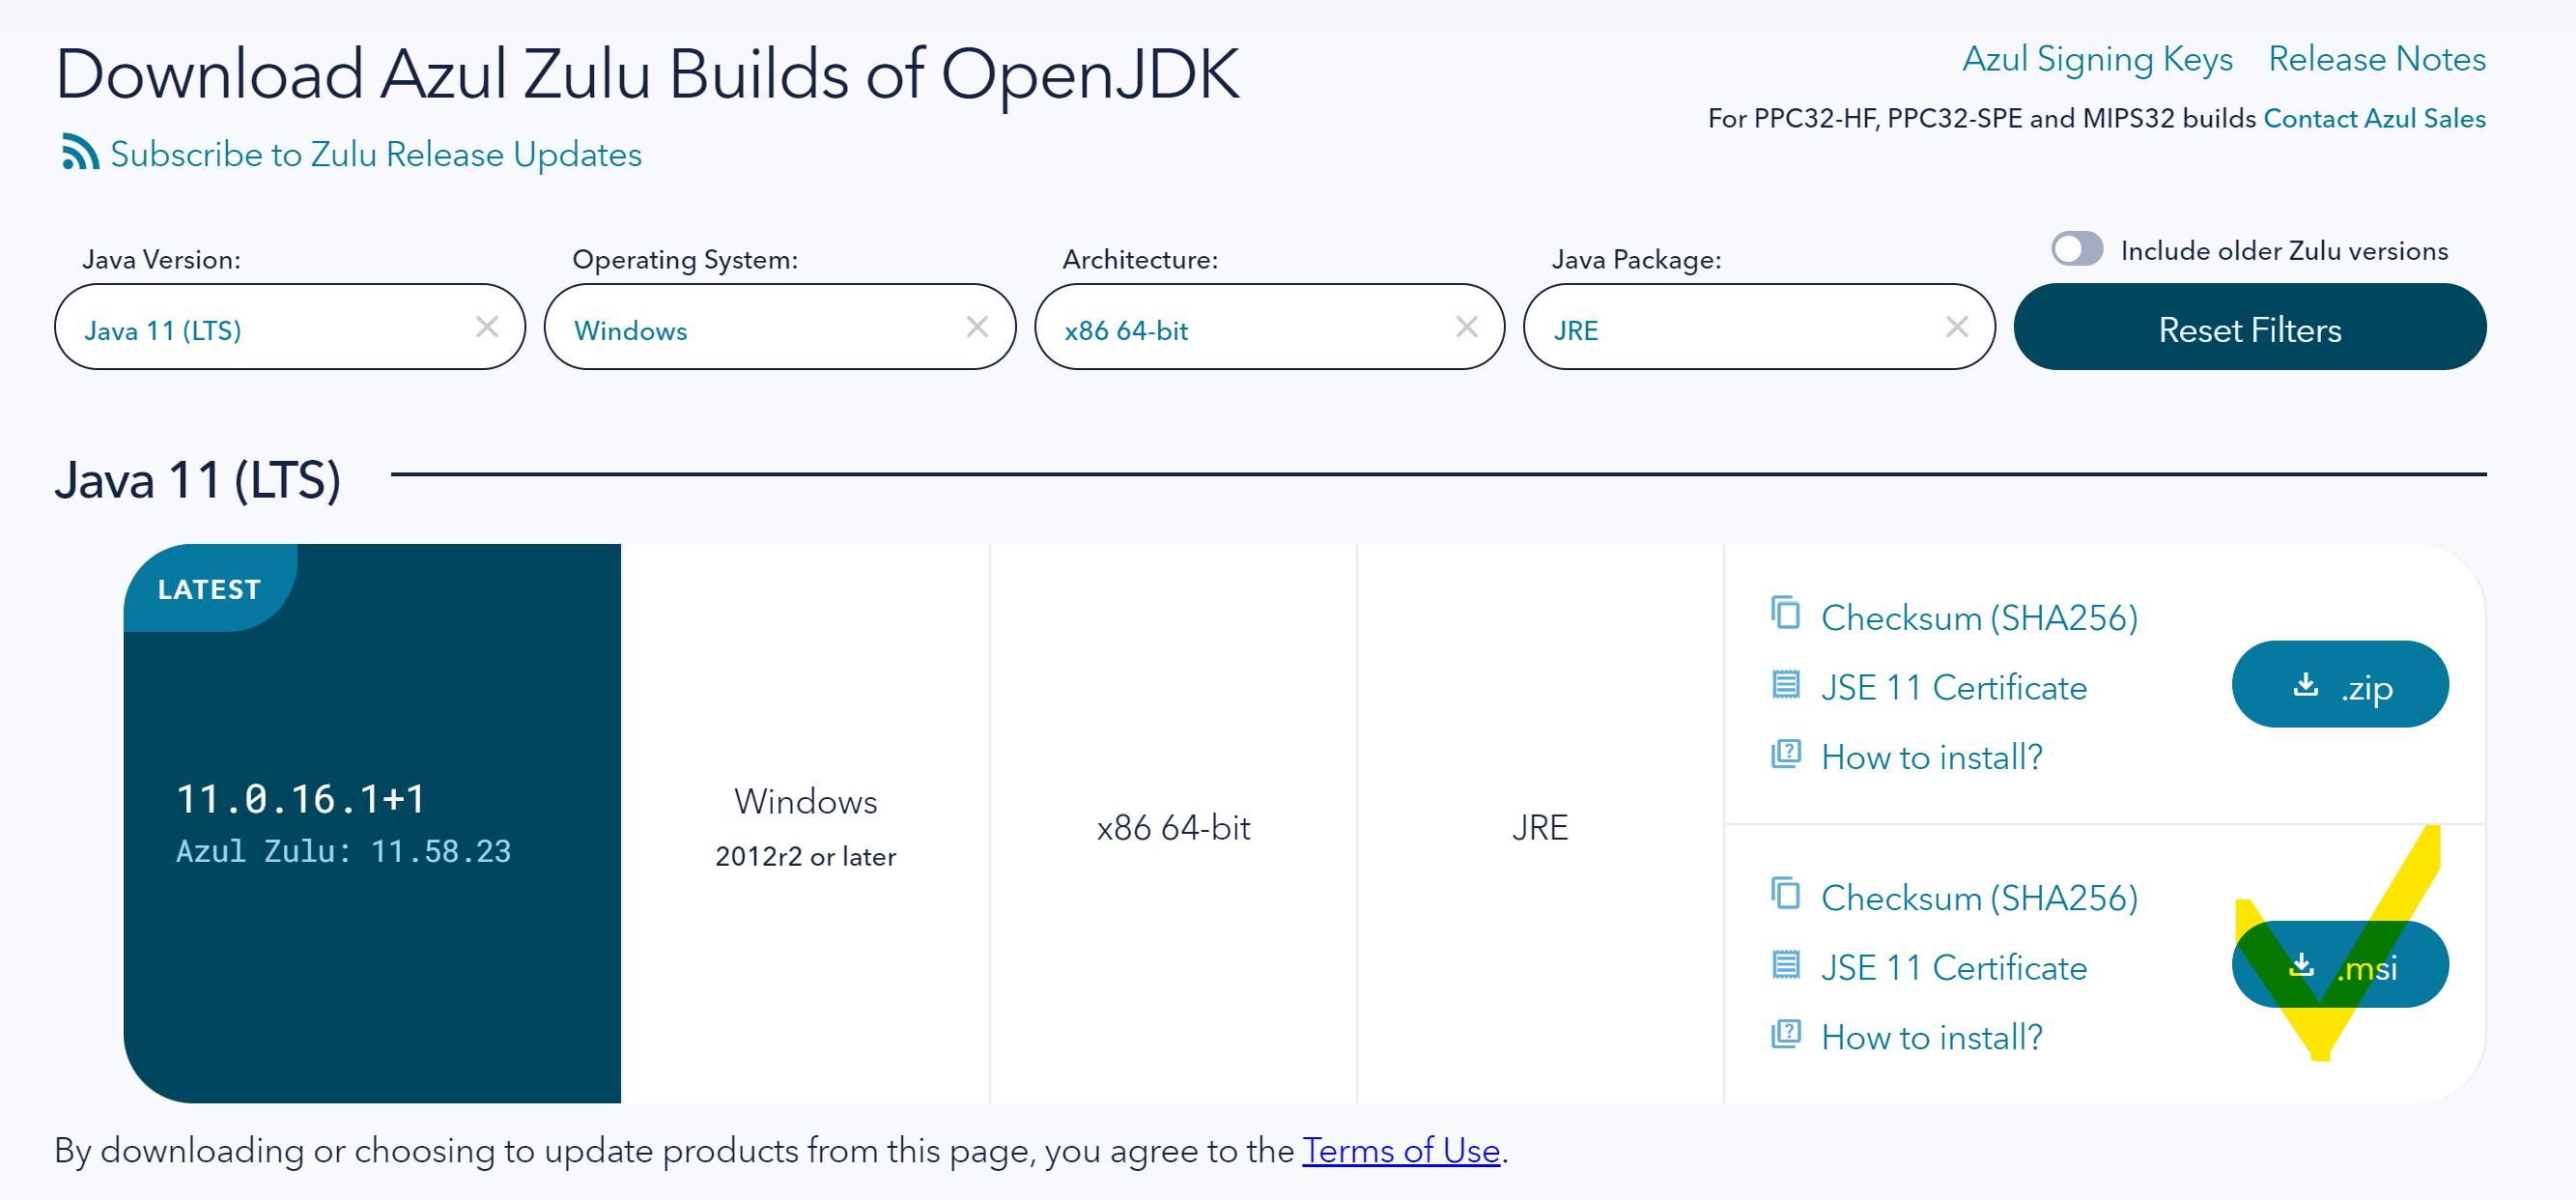 Download Azul Zulu Builds of OpenJDK
Subscribe to Zulu Release Updates
Azul Signing Keys Release Notes
For PPC32-HF, PPC32-SPE and MIPS32 builds Contact Azul Sales
Java Version: Operating System: Architecture: Java Package: Include older Zulu versions
Java 11 (LTS) Windows x86 64-bit JRE Reset Filters
Java 11 (LTS)
LATEST
11.0.16.1+1
Azul Zulu: 11.58.23
Windows
2012r2 or later
x86 64-bit
JRE
Checksum (SHA256)
JSE 11 Certificate
How to install?
.zip
Checksum (SHA256)
JSE 11 Certificate
How to install?
.msi
By downloading or choosing to update products from this page, you agree to the Terms of Use.